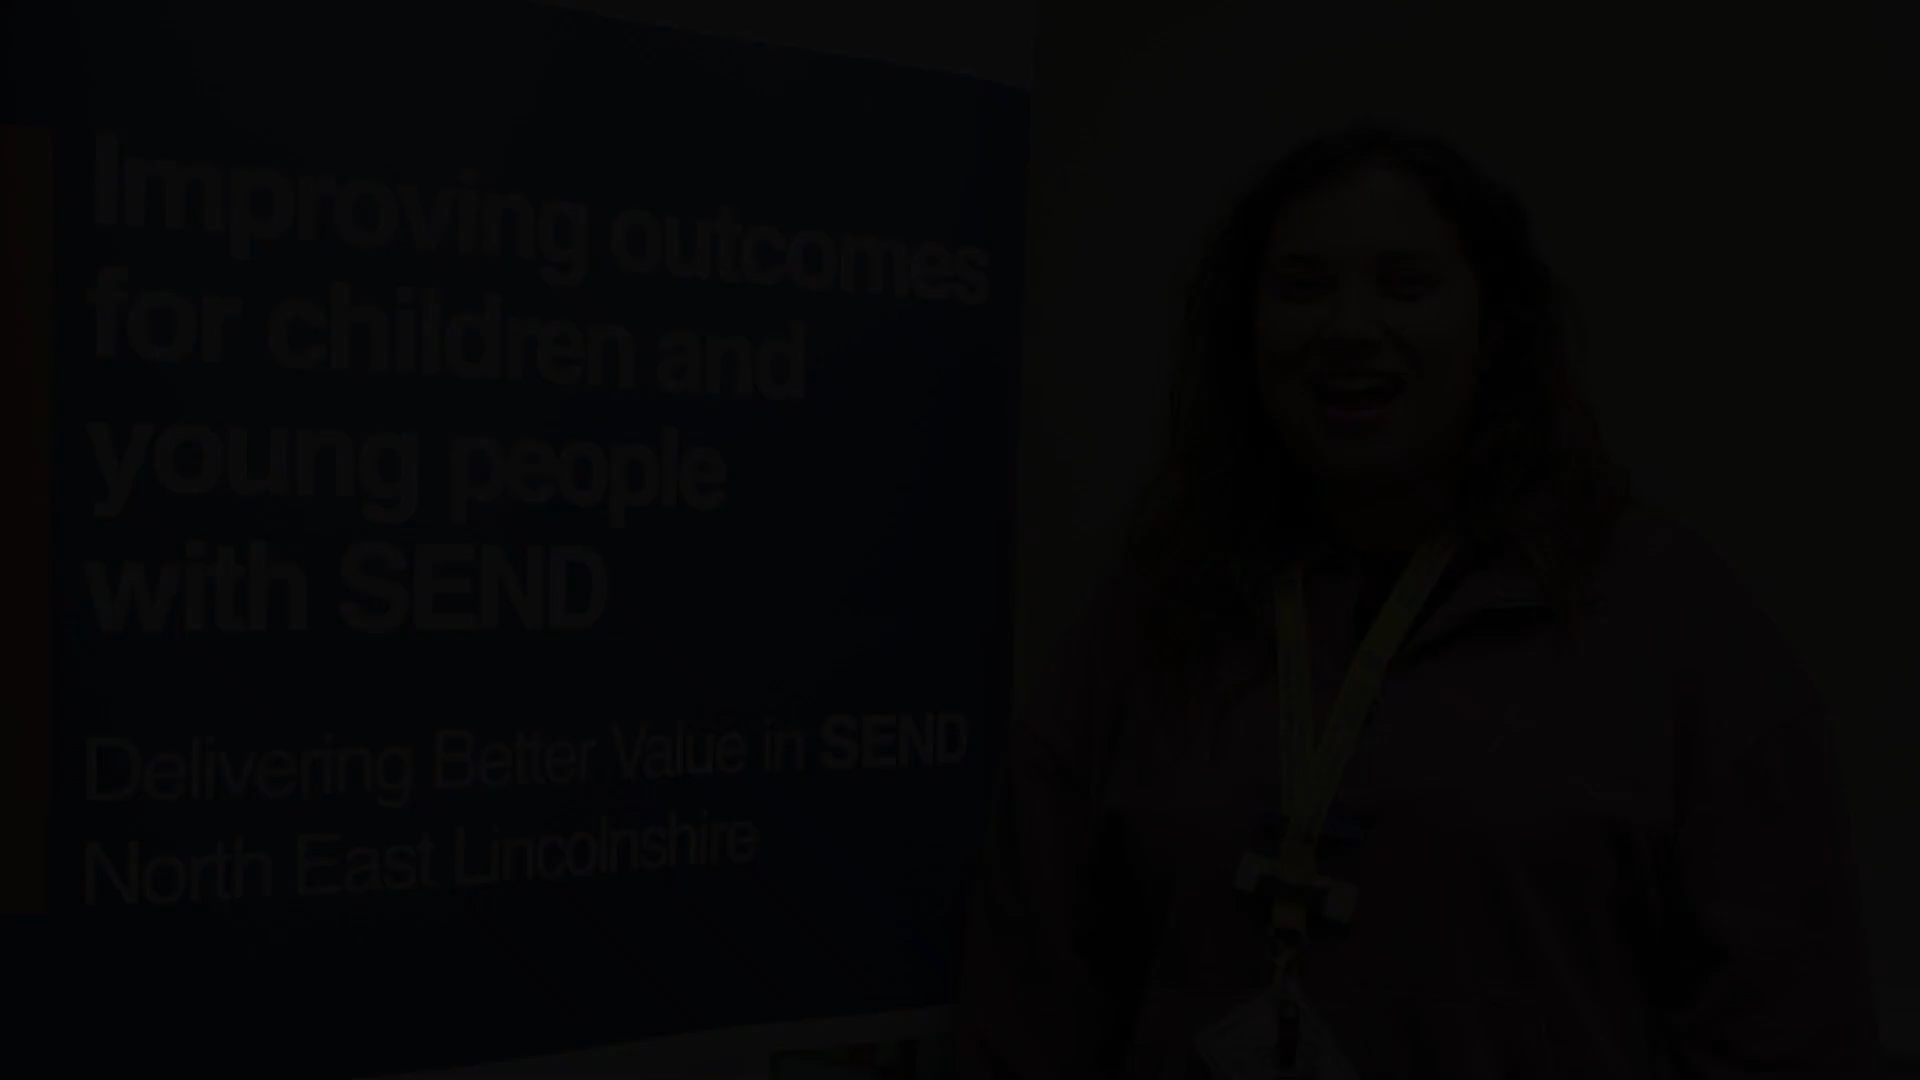 Improving outcomes
for children and
young people
with SEND
Delivering Better Value in SEND
North East Lincolnshire